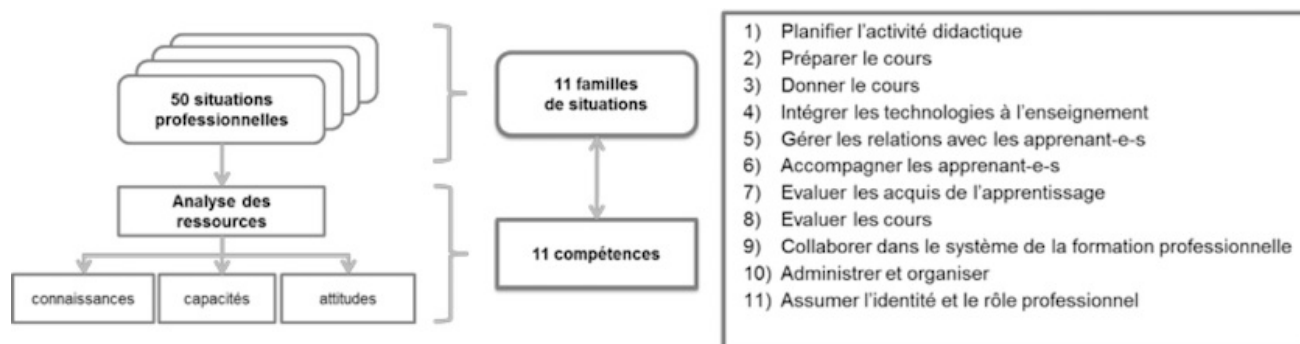 50 situations
professionnelles
Analyse des
ressources
connaissances
capacités
attitudes
11 familles
de situations
11 compétences
1) Planifier l'activité didactique
2) Préparer le cours
3) Donner le cours
4) Intégrer les technologies à l'enseignement
5) Gérer les relations avec les apprenant-e-s
6) Accompagner les apprenant-e-s
7) Evaluer les acquis de l'apprentissage
8) Evaluer les cours
9) Collaborer dans le système de la formation professionnelle
10) Administrer et organiser
11) Assumer l'identité et le rôle professionnel